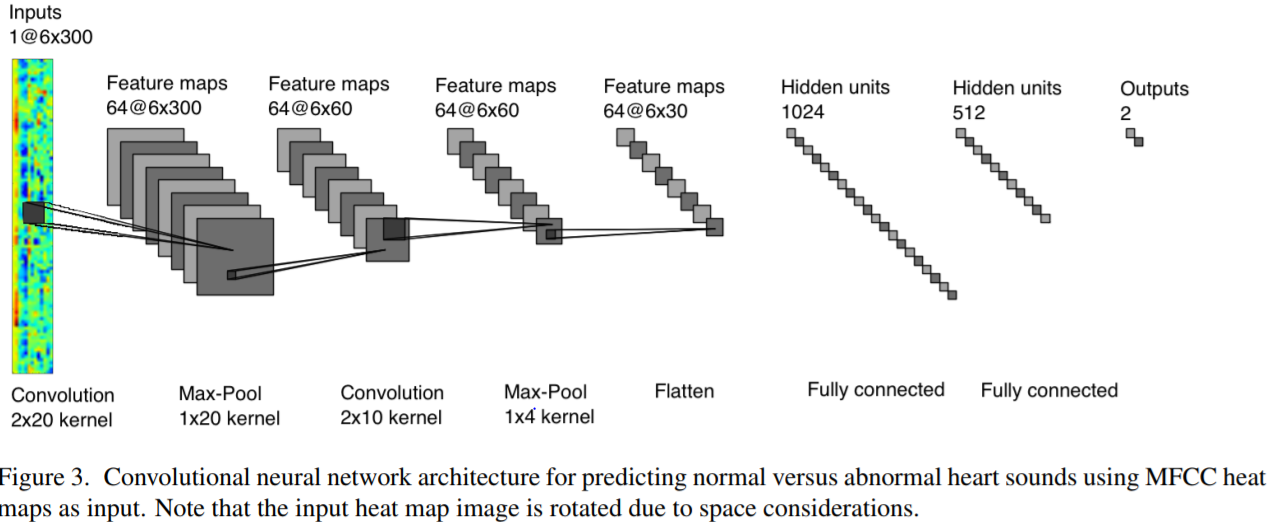 Inputs
1@6x300
Feature maps
64@6x300
Feature maps
64@6x60
Feature maps
64@6x60
Feature maps
64@6x30
Hidden units
1024
Hidden units
512
Outputs
2
Convolution
2x20 kernel
Max-Pool
1x20 kernel
Convolution
2x10 kernel
Max-Pool
1x4 kernel
Flatten
Fully connected
Fully connected
Figure 3. Convolutional neural network architecture for predicting normal versus abnormal heart sounds using MFCC heat
maps as input. Note that the input heat map image is rotated due to space considerations.